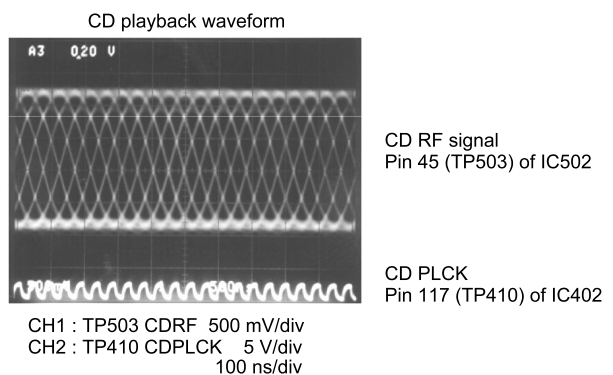 CD playback waveform
A3 0.20 V
CD RF signal
Pin 45 (TP503) of IC502
CD PLCK
Pin 117 (TP410) of IC402
CH1 : TP503 CDRF 500 mV/div
CH2 : TP410 CDPLCK 5 V/div
100 ns/div